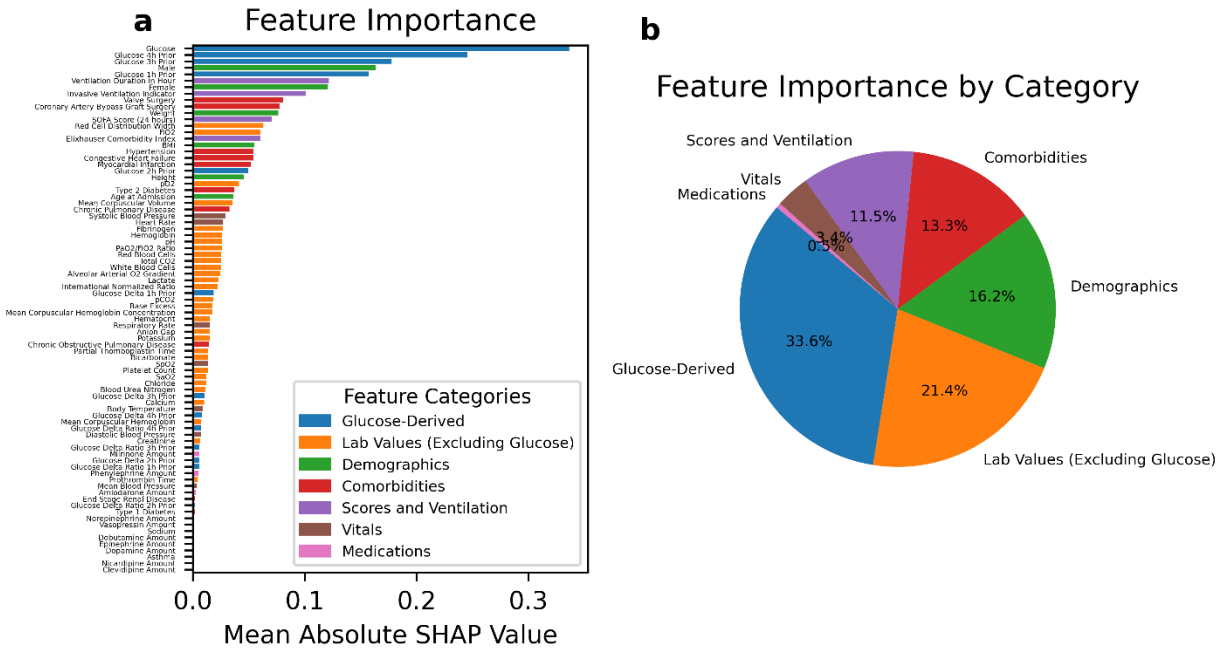 a
Feature Importance
Glucose
Glucose 4h Prior
Glucose 3h Prior
Male
Glucose 1h Prior
Ventilation Duration In Hour
Female
Invasive Ventilation Indicator
Valve Surgery
Coronary Artery Bypass Graft Surgery
Weight
SOFA Score (24 hours)
Red Cell Distribution Width
FiO2
Elixhauser Comorbidity Index
BMI
Hypertension
Congestive Heart Failure
Myocardial Infarction
Glucose 2h Prior
Height
pO2
Type 2 Diabetes
Age at Admission
Mean Corpuscular Volume
Chronic Pulmonary Disease
Systolic Blood Pressure
Heart Rate
Fibrinogen
Hemoglobin
pH
PaO2/FiO2 Ratio
Red Blood Cells
Total CO2
White Blood Cells
Alveolar Arterial O2 Gradient
Lactate
International Normalized Ratio
Glucose Delta 1h Prior
pCO2
Base Excess
Mean Corpuscular Hemoglobin Concentration
Hematocrit
Respiratory Rate
Anion Gap
Potassium
Chronic Obstructive Pulmonary Disease
Partial Thromboplastin Time
Bicarbonate
SpO2
Platelet Count
SaO2
Chloride
Blood Urea Nitrogen
Glucose Delta 3h Prior
Calcium
Body Temperature
Glucose Delta 4h Prior
Mean Corpuscular Hemoglobin
Glucose Delta Ratio 4h Prior
Diastolic Blood Pressure
Creatinine
Glucose Delta Ratio 3h Prior
Milrinone Amount
Glucose Delta 2h Prior
Glucose Delta Ratio 1h Prior
Phenylephrine Amount
Prothrombin Time
Mean Blood Pressure
Amiodarone Amount
End Stage Renal Disease
Glucose Delta Ratio 2h Prior
Type 1 Diabetes
Norepinephrine Amount
Vasopressin Amount
Sodium
Dobutamine Amount
Epinephrine Amount
Dopamine Amount
Asthma
Nicardipine Amount
Clevidipine Amount
0.0 0.1 0.2 0.3
Mean Absolute SHAP Value
Feature Categories
Glucose-Derived
Lab Values (Excluding Glucose)
Demographics
Comorbidities
Scores and Ventilation
Vitals
Medications
b
Feature Importance by Category
Scores and Ventilation
Comorbidities
Vitals
Medications
11.5%
13.3%
3.4%
0.5%
16.2%
Demographics
33.6%
Glucose-Derived
21.4%
Lab Values (Excluding Glucose)